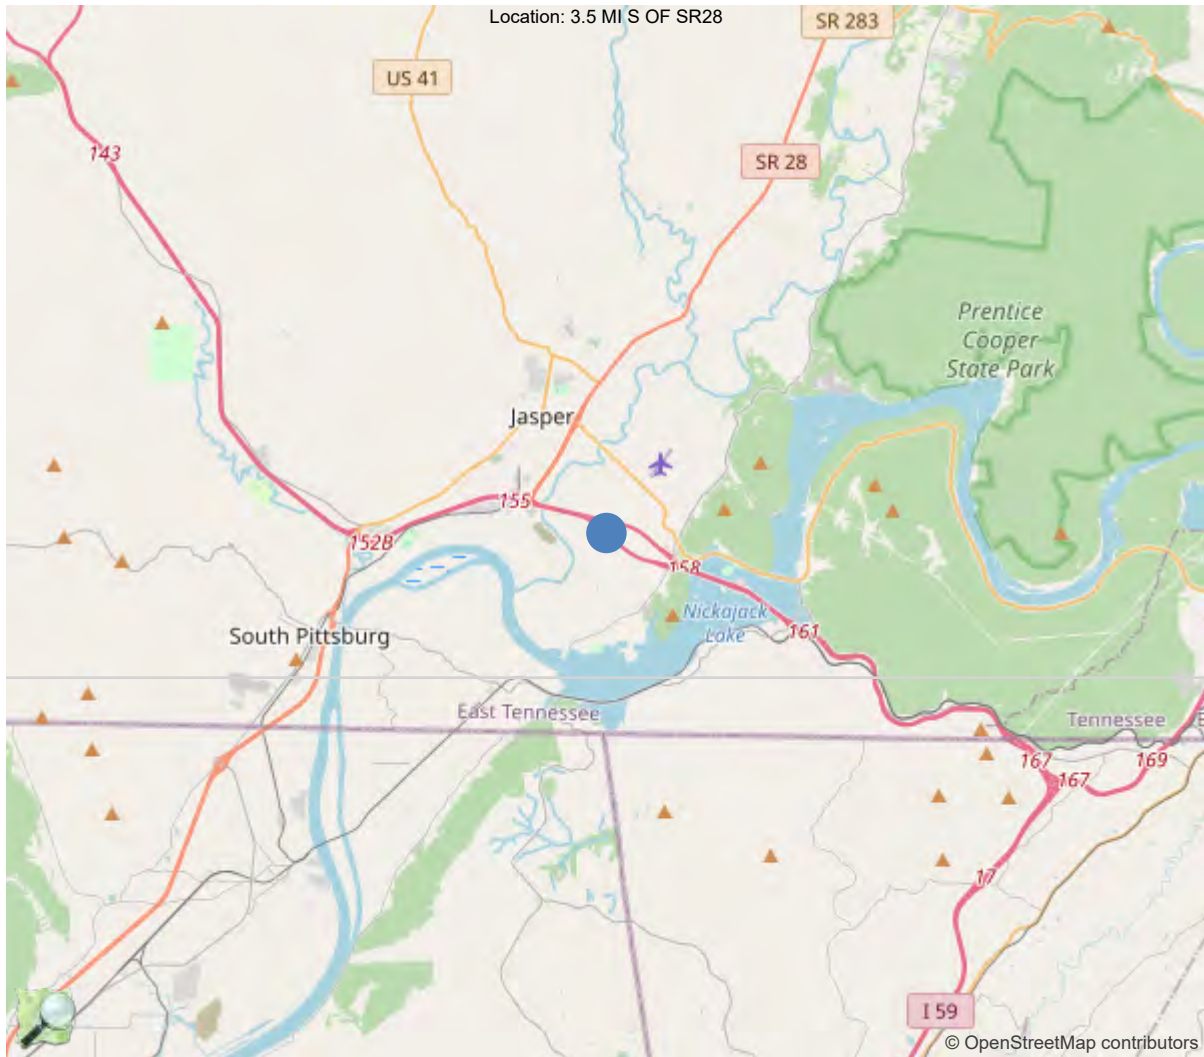 Location: 3.5 MI S OF SR28
SR 283
US 41
143
SR 28
Prentice
Cooper
State Park
Jasper
155
152B
158
Nickajack
Lake
161
South Pittsburg
East Tennessee
Tennessee
167
167
169
17
I 59
© OpenStreetMap contributors